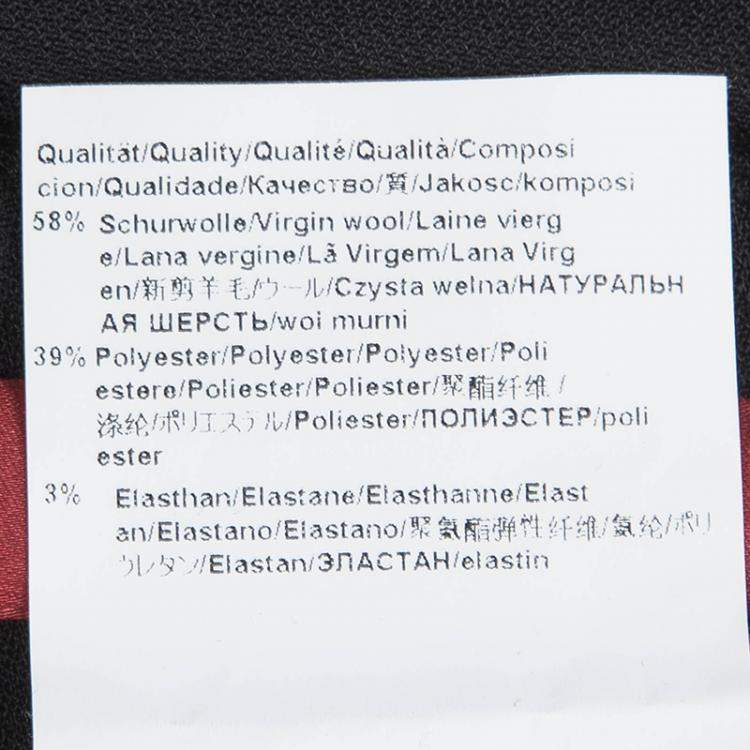 Qualität/Quality/Qualité/Qualità/Composi
cion/Qualidade/Качество/質/Jakosc/komposi
58% Schurwolle/Virgin wool/Laine vierg
e/Lana vergine/Lã Virgem/Lana Virg
en/新剪羊毛/ウール/Czysta welna/НАТУРАЛЬН
АЯ ШЕРСТЬ/woi murni
39% Polyester/Polyester/Polyester/Poli
estere/Poliester/Poliester/聚酯纤维/
涤纶/ポリエステル/Poliester/ПОЛИЭСТЕР/poli
ester
3% Elasthan/Elastane/Elasthanne/Elast
an/Elastano/Elastano/聚氨酯弹性纤维/氨纶/ポリ
ウレタン/Elastan/ЭЛАСТАН/elastin